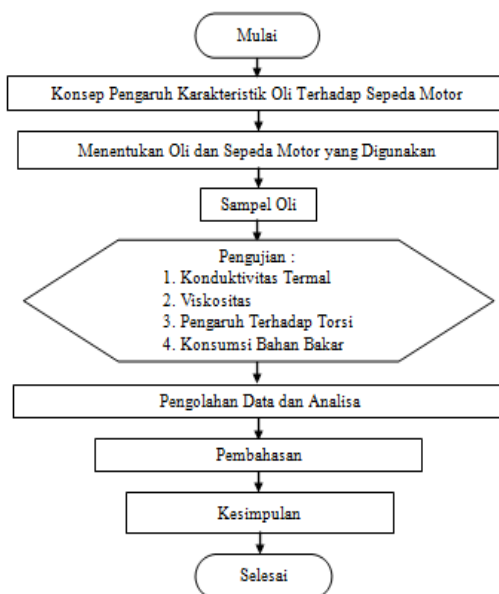 Mulai
Konsep Pengaruh Karakteristik Oli Terhadap Sepeda Motor
Menentukan Oli dan Sepeda Motor yang Digunakan
Sampel Oli
Pengujian :
1. Konduktivitas Termal
2. Viskositas
3. Pengaruh Terhadap Torsi
4. Konsumsi Bahan Bakar
Pengolahan Data dan Analisa
Pembahasan
Kesimpulan
Selesai